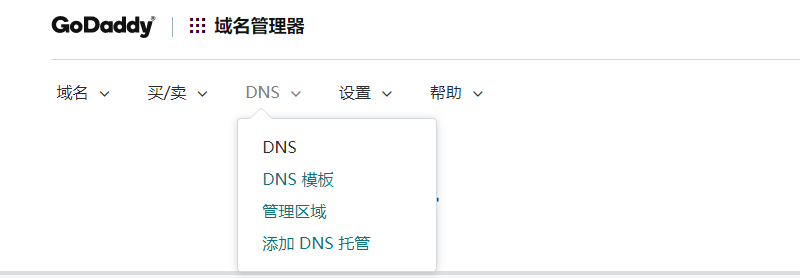 GoDaddy® 域名管理器
域名 买/卖 DNS 设置 帮助
DNS
DNS 模板
管理区域
添加 DNS 托管